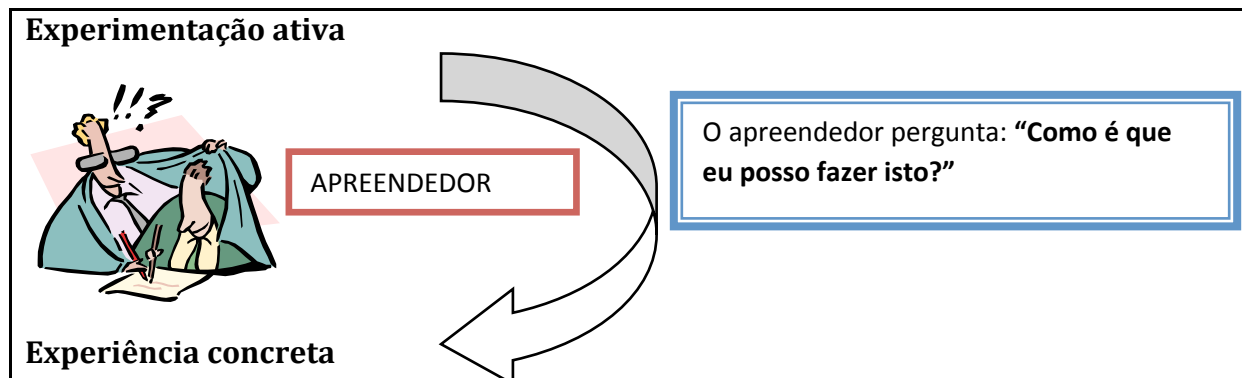 Experimentação ativa
!!?
O apreendedor pergunta: “Como é que
eu posso fazer isto?”
APREENDEDOR
Experiência concreta